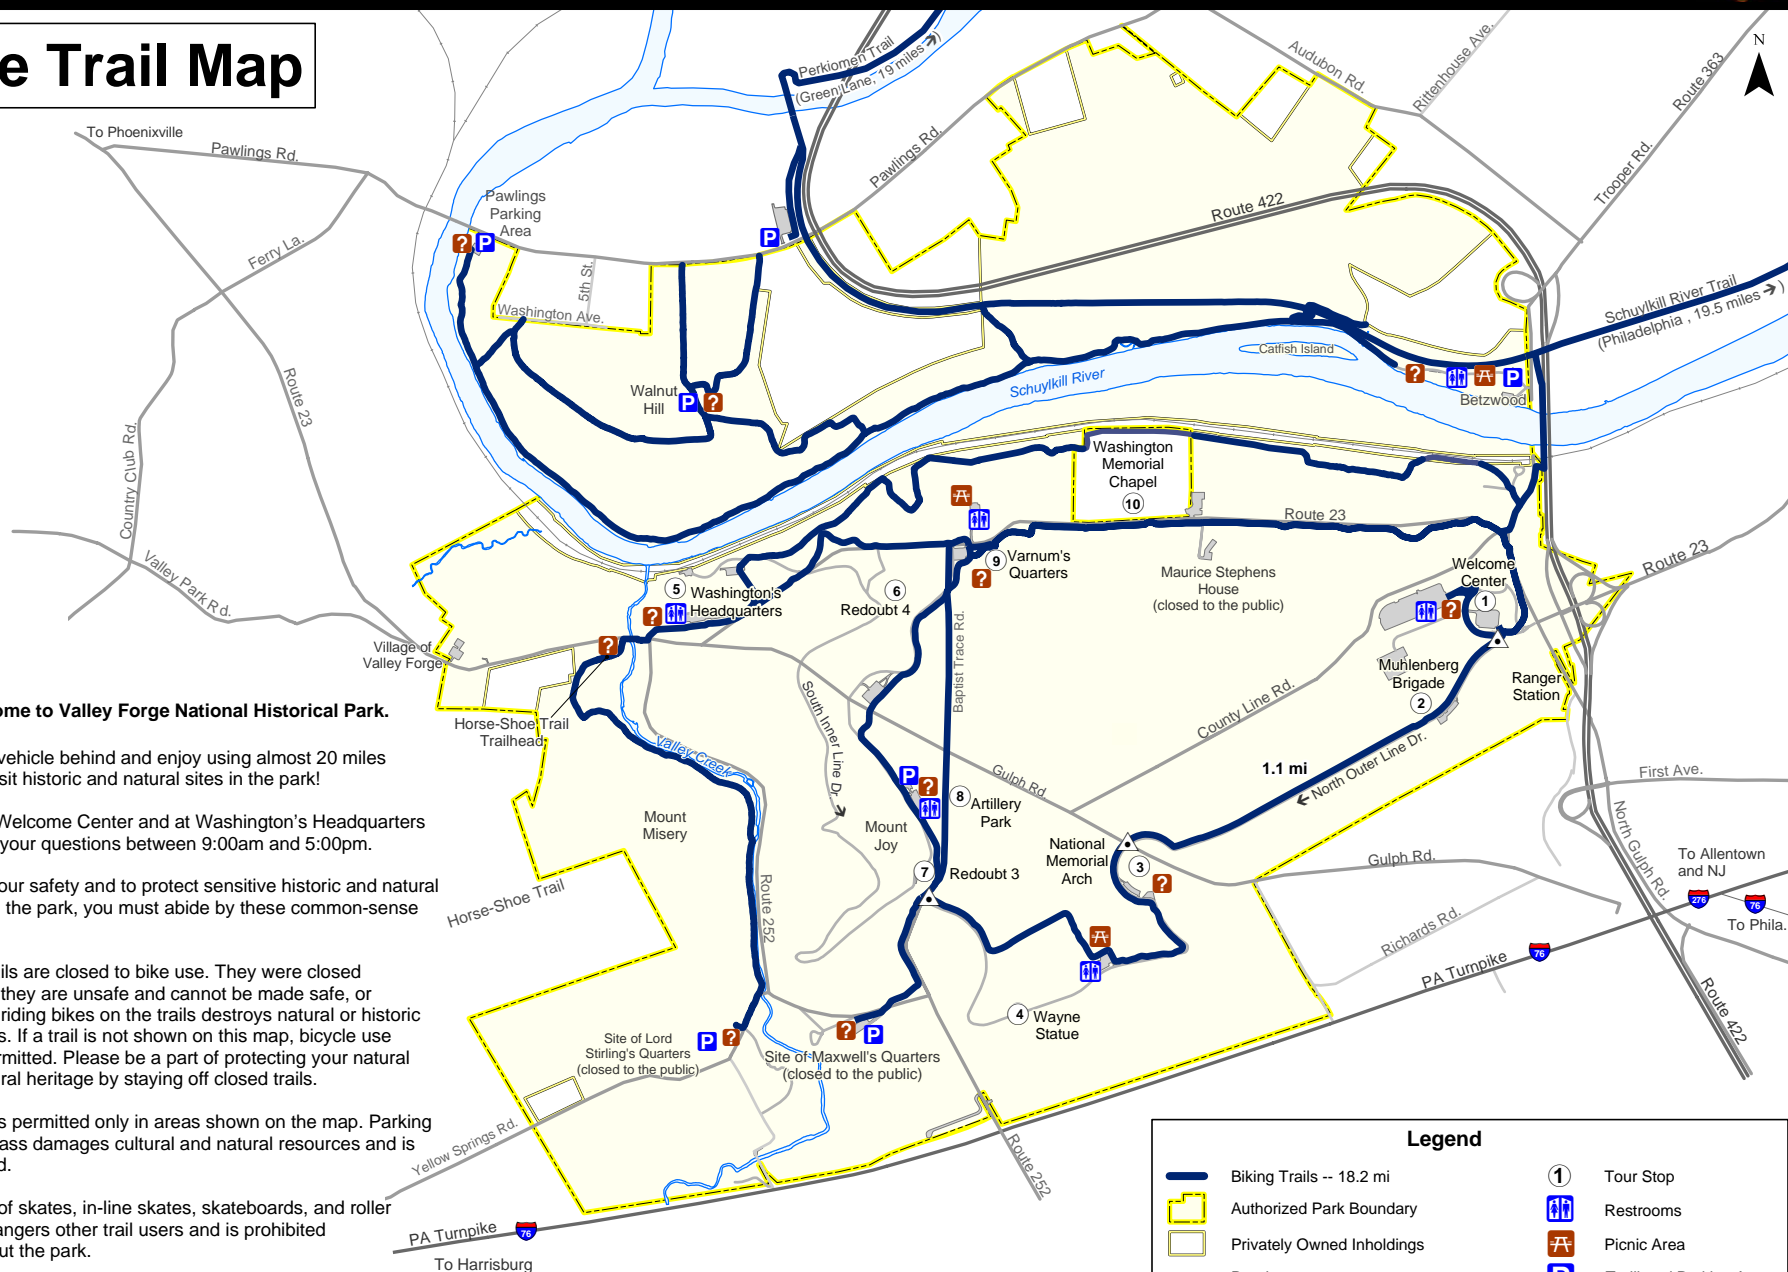 e Trail Map
To Phoenixville
Pawlings Rd.
Ferry La.
Route 23
Country Club Rd.
Valley Park Rd.
Pawlings
Parking
Area
5th St.
Washington Ave.
Walnut
Hill
Perkiomen Trail
(Green Lane, 19 miles ➔)
Pawlings Rd.
Audubon Rd.
Rittenhouse Ave.
Route 363
Trooper Rd.
N
Route 422
Schuylkill River Trail
(Philadelphia , 19.5 miles ➔)
Catfish Island
Schuylkill River
Betzwood
Washington
Memorial
Chapel
10
Route 23
Varnum's
Quarters
9
Maurice Stephens
House
(closed to the public)
Welcome
Center
1
Route 23
5
Washington's
Headquarters
6
Redoubt 4
Baptist Trace Rd.
Village of
Valley Forge
Horse-Shoe Trail
Trailhead
Valley Creek
South Inner Line Dr.
County Line Rd.
Muhlenberg
Brigade
2
Ranger
Station
1.1 mi
North Outer Line Dr.
Gulph Rd.
First Ave.
North Gulph Rd.
Mount
Misery
Mount
Joy
8
Artillery
Park
7
Redoubt 3
National
Memorial
Arch
3
Gulph Rd.
To Allentown
and NJ
276
76
To Phila.
Richards Rd.
PA Turnpike
76
Route 422
Horse-Shoe Trail
Route 252
4
Wayne
Statue
Site of Lord
Stirling's Quarters
(closed to the public)
Site of Maxwell's Quarters
(closed to the public)
Yellow Springs Rd.
Route 252
PA Turnpike
76
To Harrisburg
ome to Valley Forge National Historical Park.
vehicle behind and enjoy using almost 20 miles
sit historic and natural sites in the park!
Welcome Center and at Washington's Headquarters
your questions between 9:00am and 5:00pm.
our safety and to protect sensitive historic and natural
the park, you must abide by these common-sense
ils are closed to bike use. They were closed
they are unsafe and cannot be made safe, or
riding bikes on the trails destroys natural or historic
s. If a trail is not shown on this map, bicycle use
rmitted. Please be a part of protecting your natural
ral heritage by staying off closed trails.
s permitted only in areas shown on the map. Parking
ass damages cultural and natural resources and is
d.
of skates, in-line skates, skateboards, and roller
angers other trail users and is prohibited
ut the park.
Legend
Biking Trails -- 18.2 mi
Authorized Park Boundary
Privately Owned Inholdings
1 Tour Stop
Restrooms
Picnic Area